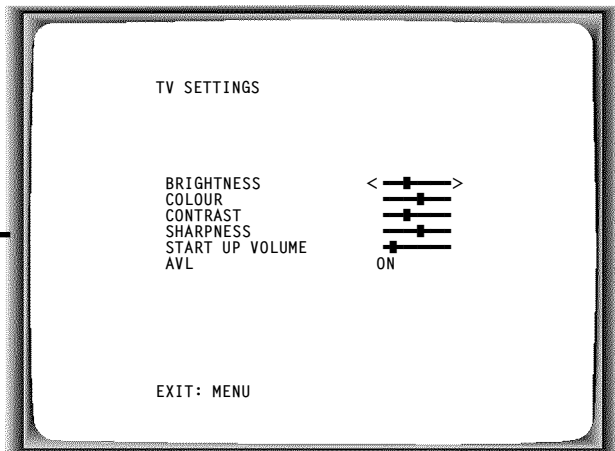 TV SETTINGS
BRIGHTNESS < >
COLOUR
CONTRAST
SHARPNESS
START UP VOLUME
AVL ON
EXIT: MENU